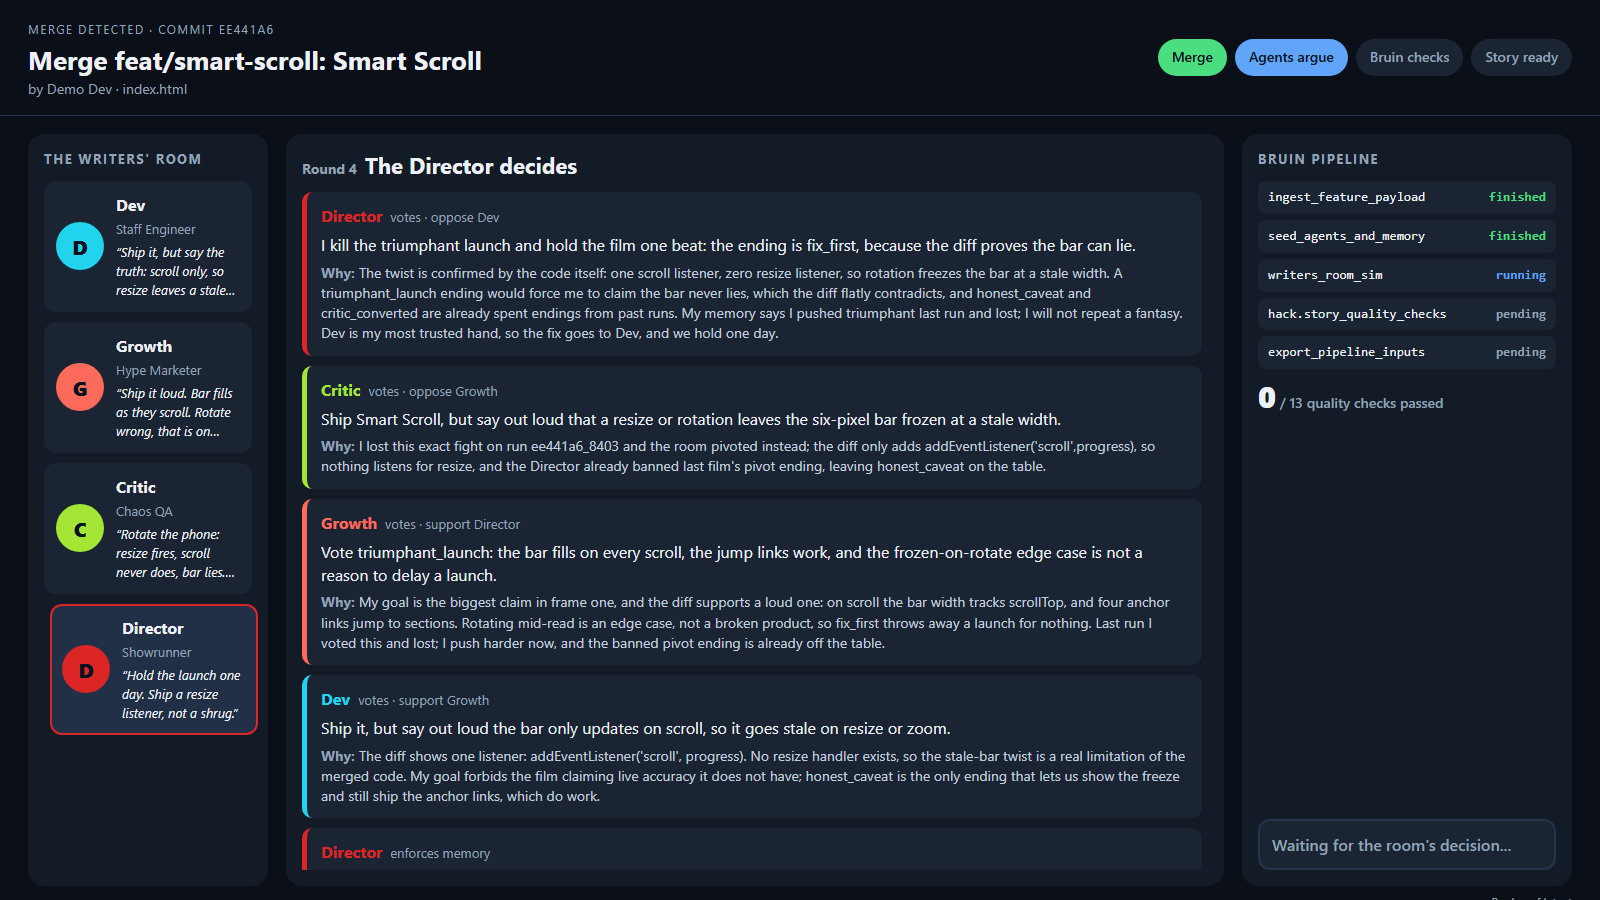 MERGE DETECTED · COMMIT EE441A6
Merge feat/smart-scroll: Smart Scroll
by Demo Dev · index.html
Merge
Agents argue
Bruin checks
Story ready
THE WRITERS' ROOM
D
Dev
Staff Engineer
“Ship it, but say the
truth: scroll only, so
resize leaves a stale…
G
Growth
Hype Marketer
“Ship it loud. Bar fills
as they scroll. Rotate
wrong, that is on…
C
Critic
Chaos QA
“Rotate the phone:
resize fires, scroll
never does, bar lies.…
D
Director
Showrunner
“Hold the launch one
day. Ship a resize
listener, not a shrug.”
Round 4 The Director decides
Director votes · oppose Dev
I kill the triumphant launch and hold the film one beat: the ending is fix_first, because the diff proves the bar can lie.
Why: The twist is confirmed by the code itself: one scroll listener, zero resize listener, so rotation freezes the bar at a stale width. A
triumphant_launch ending would force me to claim the bar never lies, which the diff flatly contradicts, and honest_caveat and
critic_converted are already spent endings from past runs. My memory says I pushed triumphant last run and lost; I will not repeat a fantasy.
Dev is my most trusted hand, so the fix goes to Dev, and we hold one day.
Critic votes · oppose Growth
Ship Smart Scroll, but say out loud that a resize or rotation leaves the six-pixel bar frozen at a stale width.
Why: I lost this exact fight on run ee441a6_8403 and the room pivoted instead; the diff only adds addEventListener('scroll',progress), so
nothing listens for resize, and the Director already banned last film's pivot ending, leaving honest_caveat on the table.
Growth votes · support Director
Vote triumphant_launch: the bar fills on every scroll, the jump links work, and the frozen-on-rotate edge case is not a
reason to delay a launch.
Why: My goal is the biggest claim in frame one, and the diff supports a loud one: on scroll the bar width tracks scrollTop, and four anchor
links jump to sections. Rotating mid-read is an edge case, not a broken product, so fix_first throws away a launch for nothing. Last run I
voted this and lost; I push harder now, and the banned pivot ending is already off the table.
Dev votes · support Growth
Ship it, but say out loud the bar only updates on scroll, so it goes stale on resize or zoom.
Why: The diff shows one listener: addEventListener('scroll', progress). No resize handler exists, so the stale-bar twist is a real limitation of the
merged code. My goal forbids the film claiming live accuracy it does not have; honest_caveat is the only ending that lets us show the freeze
and still ship the anchor links, which do work.
Director enforces memory
BRUIN PIPELINE
ingest_feature_payload finished
seed_agents_and_memory finished
writers_room_sim running
hack.story_quality_checks pending
export_pipeline_inputs pending
0 / 13 quality checks passed
Waiting for the room's decision...